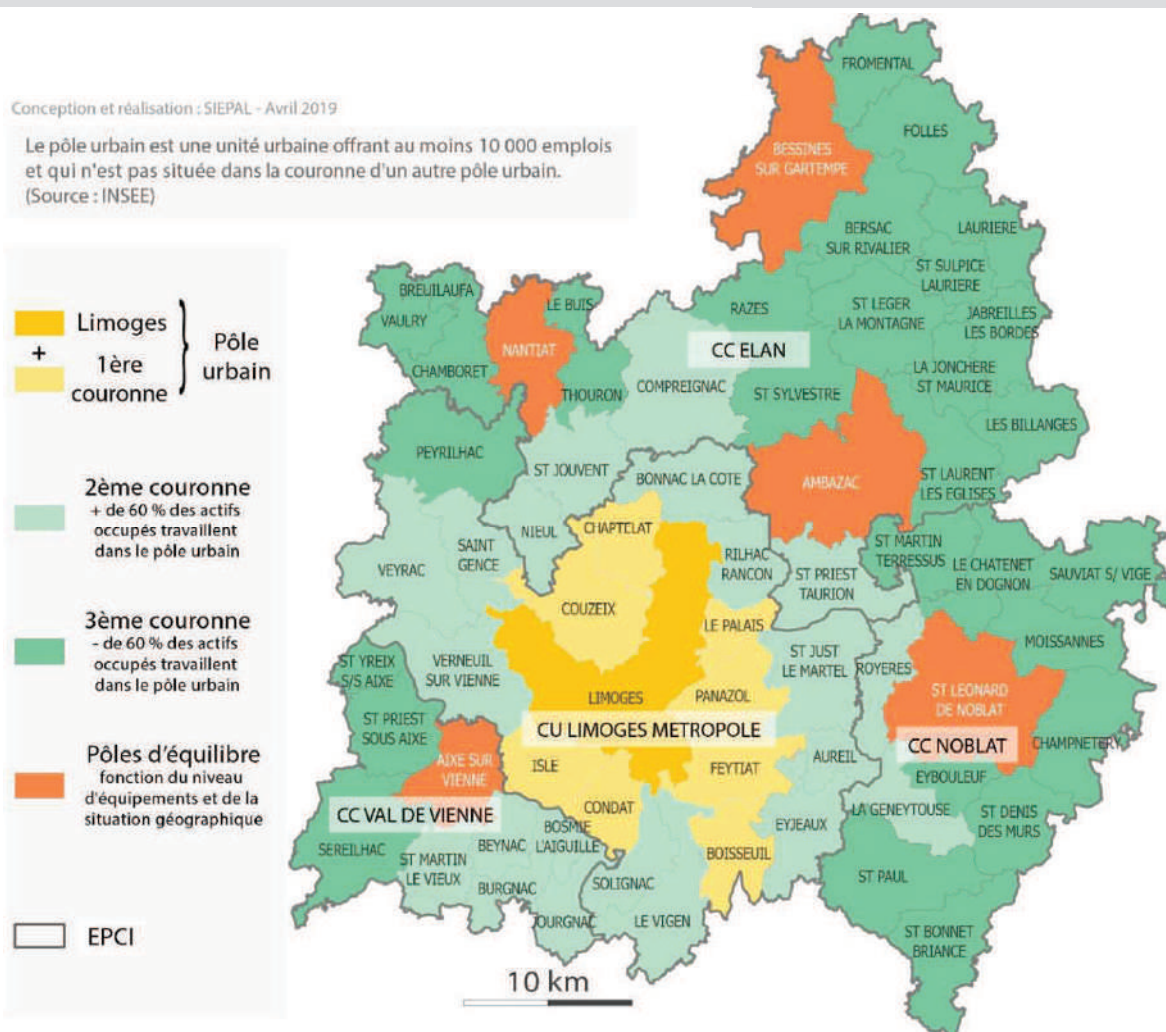 Conception et réalisation : SIEPAL - Avril 2019
Le pôle urbain est une unité urbaine offrant au moins 10 000 emplois
et qui n'est pas située dans la couronne d'un autre pôle urbain.
(Source : INSEE)
Limoges
+
1ère
couronne
Pôle
urbain
2ème couronne
+ de 60 % des actifs
occupés travaillent
dans le pôle urbain
3ème couronne
- de 60 % des actifs
occupés travaillent
dans le pôle urbain
Pôles d'équilibre
fonction du niveau
d'équipements et de la
situation géographique
EPCI
FROMENTAL
FOLLES
BESSINES
SUR GARTEMPE
BERSAC
SUR RIVALIER
LAURIERE
ST SULPICE
LAURIERE
BREUILAUFA
VAULRY
LE BUIS
RAZES
ST LEGER
LA MONTAGNE
JABREILLES
LES BORDES
NANTIAT
CC ELAN
CHAMBORET
THOURON
COMPREIGNAC
ST SYLVESTRE
LA JONCHERE
ST MAURICE
LES BILLANGES
PEYRILHAC
ST JOUVENT
BONNAC LA COTE
AMBAZAC
ST LAURENT
LES EGLISES
NIEUL
CHAPTELAT
SAINT
GENCE
VEYRAC
RILHAC
RANCON
ST PRIEST
TAURION
ST MARTIN
TERRESSUS
LE CHATENET
EN DOGNON
SAUVIAT S/ VIGE
COUZEIX
LE PALAIS
MOISSANNES
ST YREIX
S/S AIXE
VERNEUIL
SUR VIENNE
ST JUST
LE MARTEL
ROYERES
LIMOGES
PANAZOL
ST LEONARD
DE NOBLAT
ST PRIEST
SOUS AIXE
CU LIMOGES METROPOLE
CC NOBLAT
CHAMPNETERY
AIXE SUR
VIENNE
ISLE
FEYTIAT
AUREIL
EYBOULEUF
CC VAL DE VIENNE
CONDAT
LA GENEYTOUSE
ST DENIS
DES MURS
SEREILHAC
BEYNAC
BOSMIE
L'AIGUILLE
EYJEAUX
ST MARTIN
LE VIEUX
BOISSEUIL
BURGNAC
SOLIGNAC
ST PAUL
JOURGNAC
LE VIGEN
ST BONNET
BRIANCE
10 km